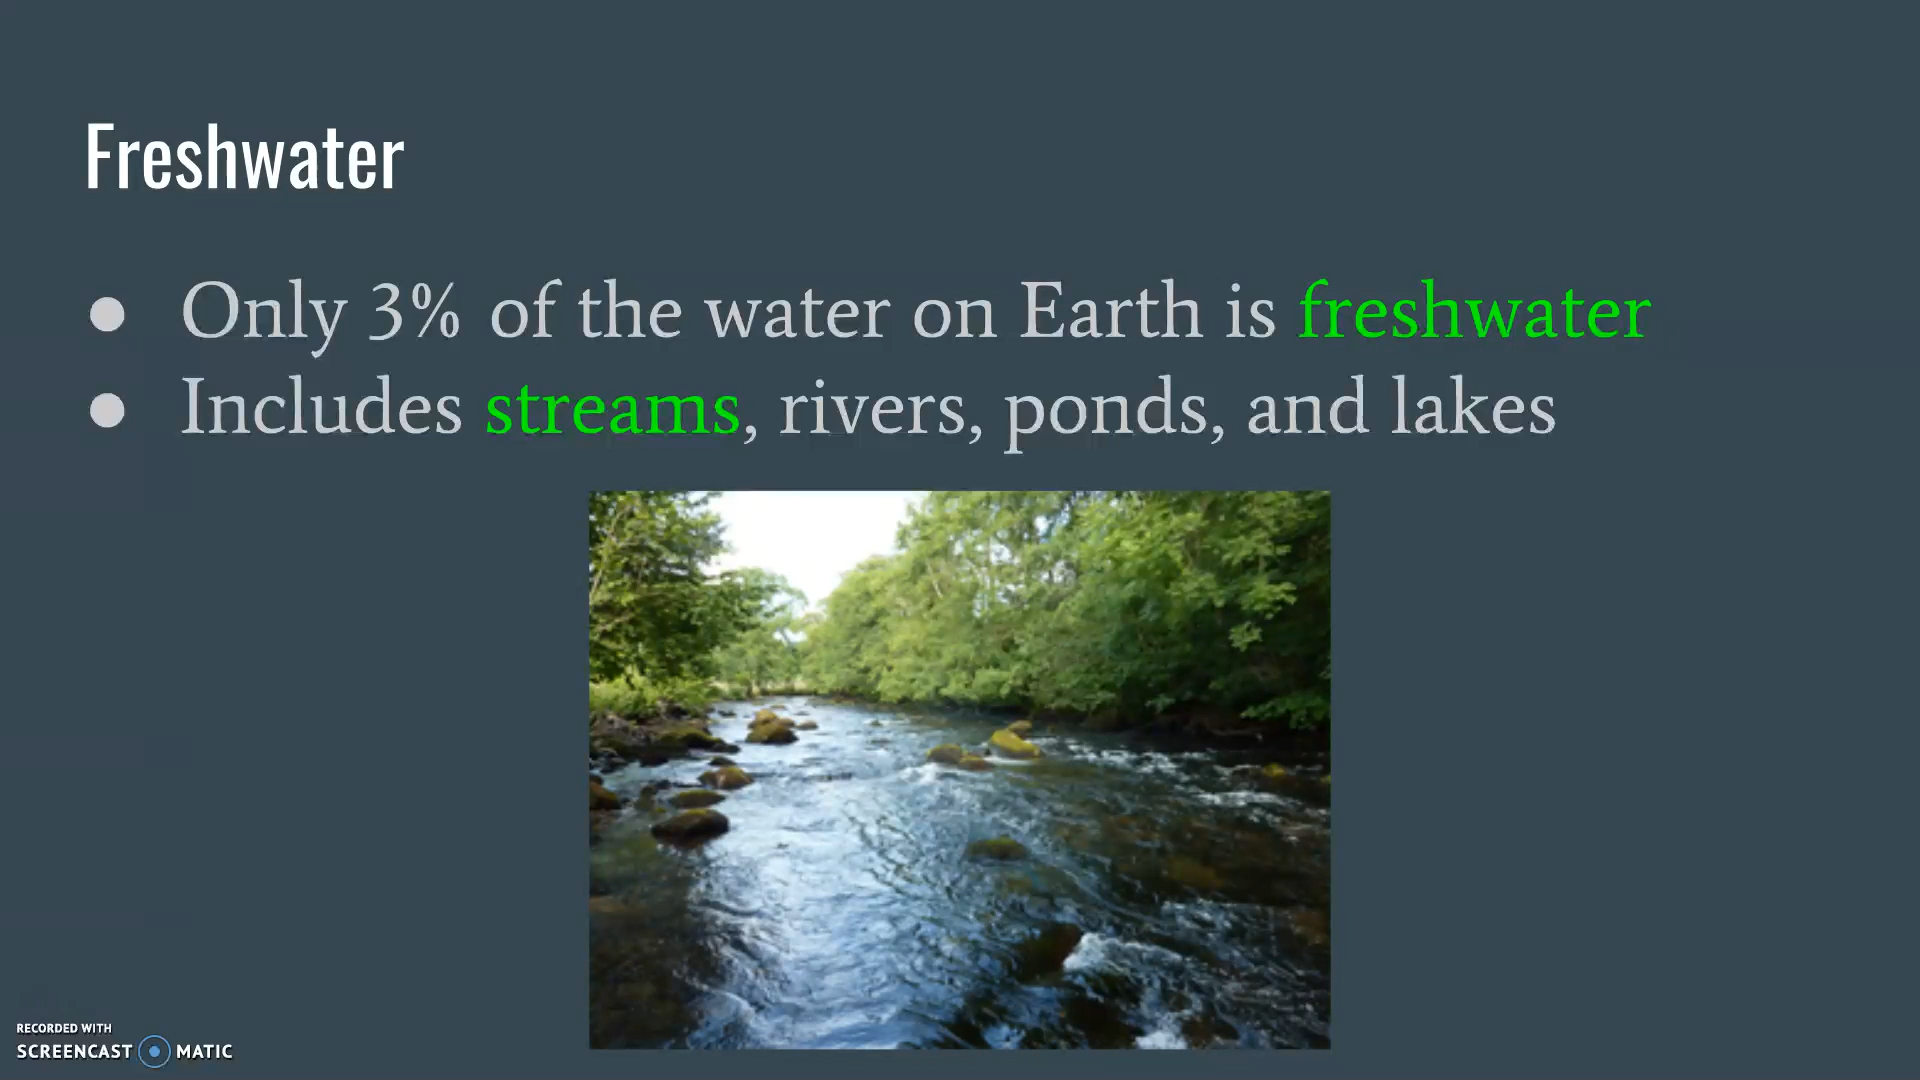 Freshwater
● Only 3% of the water on Earth is freshwater
● Includes streams, rivers, ponds, and lakes
RECORDED WITH
SCREENCAST MATIC